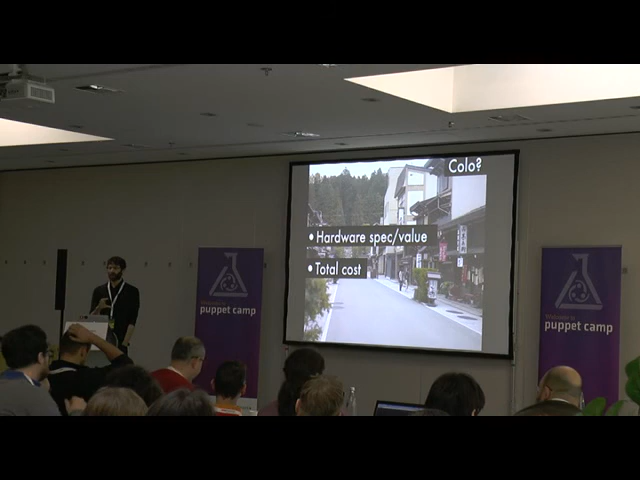 Colo?
• Hardware spec/value
• Total cost
puppet camp
puppet camp